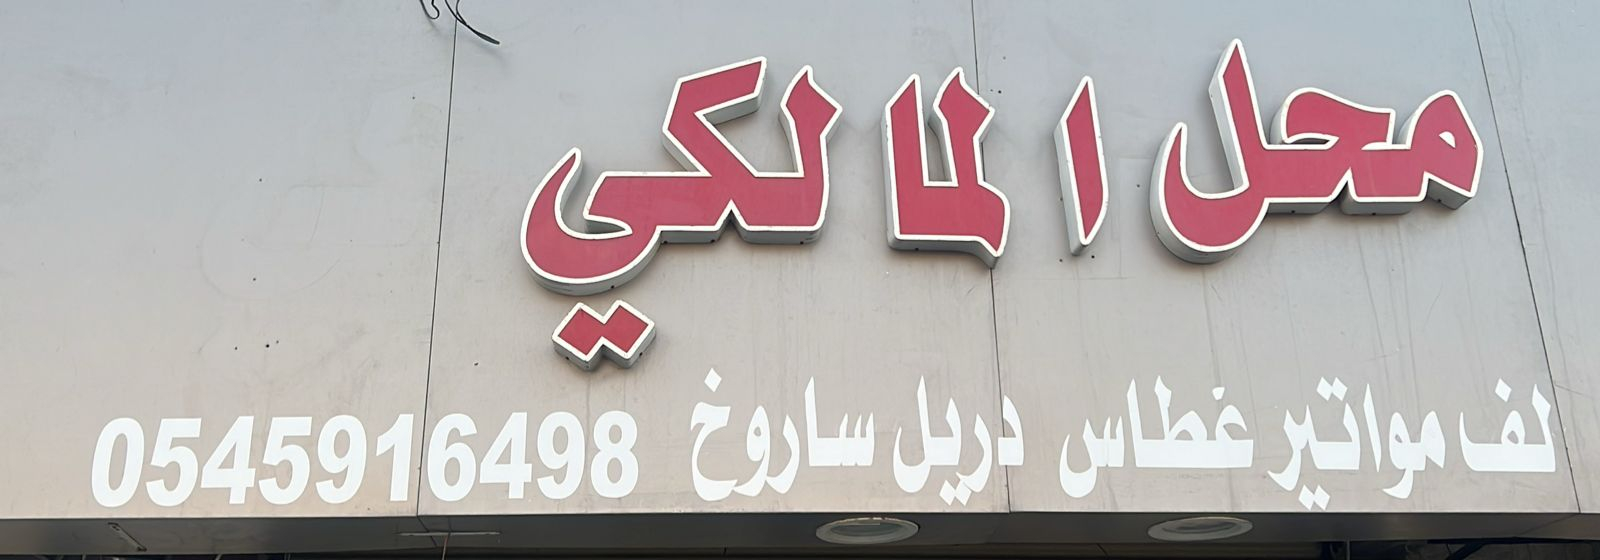 محل المالكي
لف مواتير غطاس دريل ساروخ 0545916498